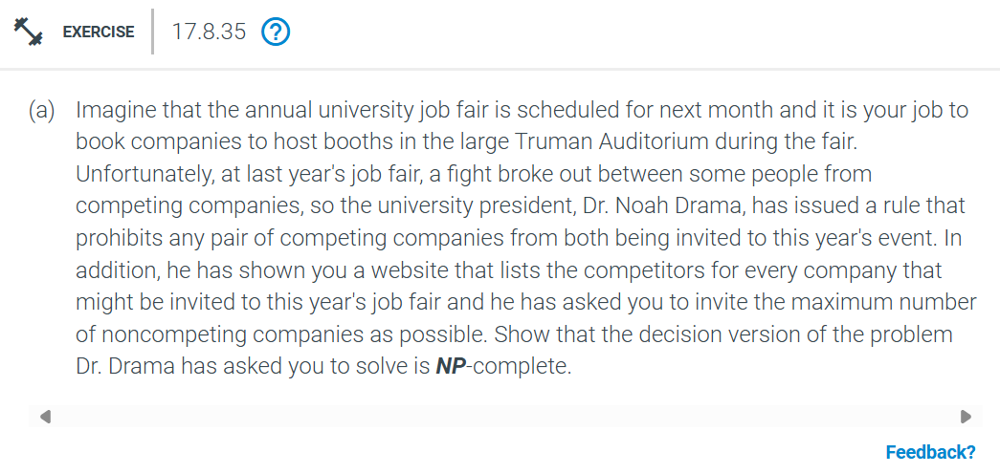 EXERCISE 17.8.35 ?
(a) Imagine that the annual university job fair is scheduled for next month and it is your job to
book companies to host booths in the large Truman Auditorium during the fair.
Unfortunately, at last year's job fair, a fight broke out between some people from
competing companies, so the university president, Dr. Noah Drama, has issued a rule that
prohibits any pair of competing companies from both being invited to this year's event. In
addition, he has shown you a website that lists the competitors for every company that
might be invited to this year's job fair and he has asked you to invite the maximum number
of noncompeting companies as possible. Show that the decision version of the problem
Dr. Drama has asked you to solve is NP-complete.
Feedback?